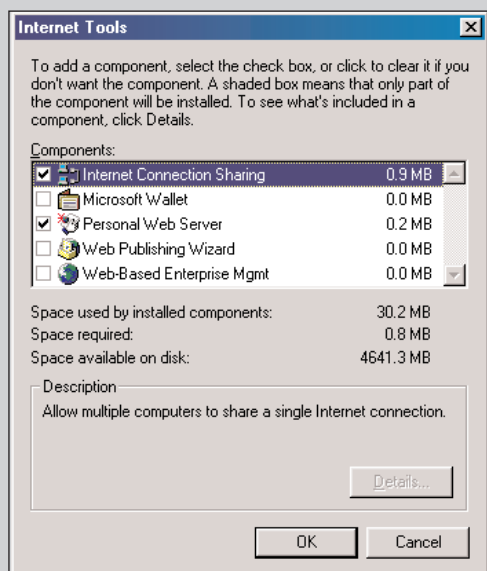 Internet Tools
To add a component, select the check box, or click to clear it if you
don't want the component. A shaded box means that only part of
the component will be installed. To see what's included in a
component, click Details.
Components:
Internet Connection Sharing 0.9 MB
Microsoft Wallet 0.0 MB
Personal Web Server 0.2 MB
Web Publishing Wizard 0.0 MB
Web-Based Enterprise Mgmt 0.0 MB
Space used by installed components: 30.2 MB
Space required: 0.8 MB
Space available on disk: 4641.3 MB
Description
Allow multiple computers to share a single Internet connection.
Details...
OK Cancel